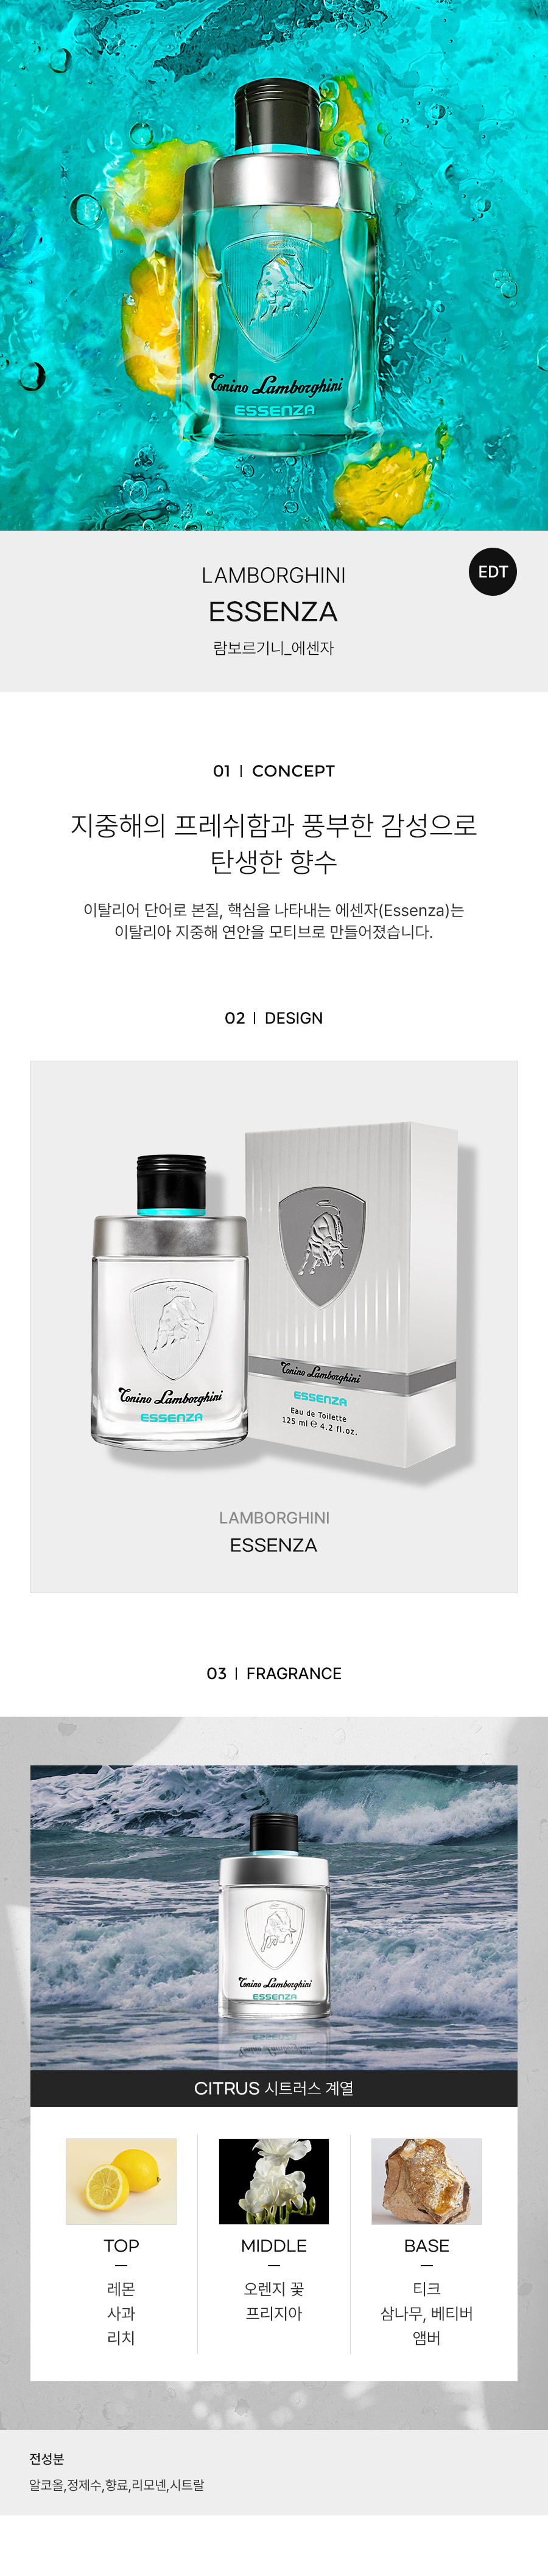 Tonino Lamborghini
ESSENZA
LAMBORGHINI
EDT
ESSENZA
람보르기니_에센자
01 | CONCEPT
지중해의 프레쉬함과 풍부한 감성으로
탄생한 향수
이탈리어 단어로 본질, 핵심을 나타내는 에센자(Essenza)는
이탈리아 지중해 연안을 모티브로 만들어졌습니다.
02 | DESIGN
Tonino Lamborghini
ESSENZA
Tonino Lamborghini
ESSENZA
Eau de Toilette
125 ml ℮ 4.2 fl.oz.
LAMBORGHINI
ESSENZA
03 | FRAGRANCE
Tonino Lamborghini
ESSENZA
CITRUS 시트러스 계열
TOP
레몬
사과
리치
MIDDLE
오렌지 꽃
프리지아
BASE
티크
삼나무, 베티버
앰버
전성분
알코올,정제수,향료,리모넨,시트랄